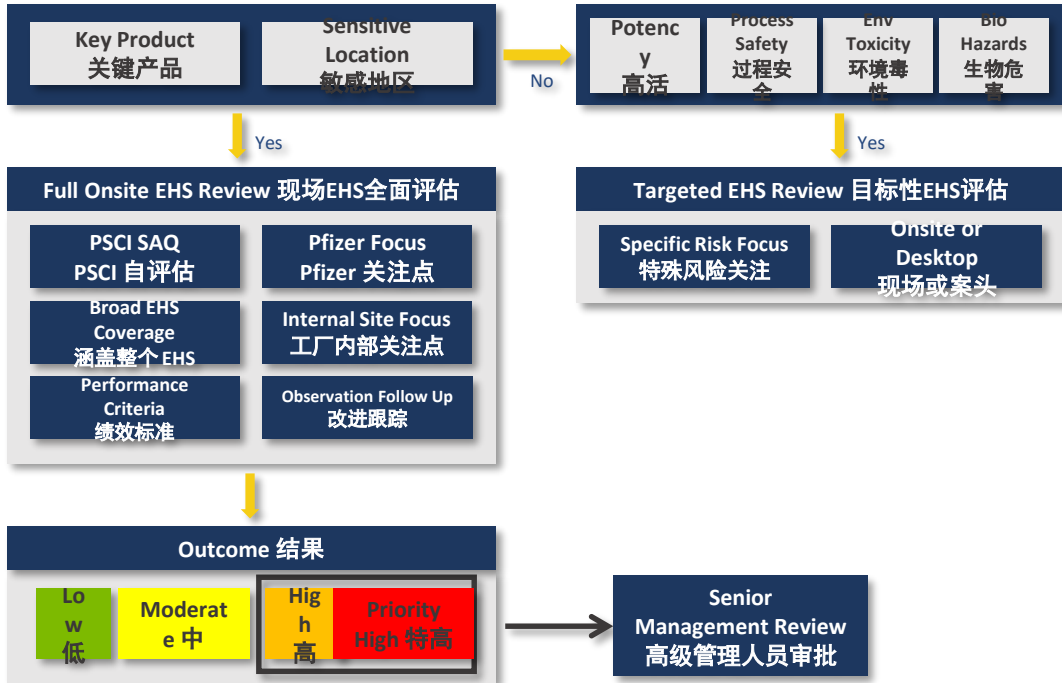 Key Product
关键产品
Sensitive
Location
敏感地区
No
Potenc
y
高活
Process
Safety
过程安
全
Env
Toxicity
环境毒
性
Bio
Hazards
生物危
害
Yes
Yes
Full Onsite EHS Review 现场EHS全面评估
PSCI SAQ
PSCI 自评估
Pfizer Focus
Pfizer 关注点
Broad EHS
Coverage
涵盖整个 EHS
Internal Site Focus
工厂内部关注点
Performance
Criteria
绩效标准
Observation Follow Up
改进跟踪
Targeted EHS Review 目标性EHS评估
Specific Risk Focus
特殊风险关注
Onsite or
Desktop
现场或案头
Outcome 结果
Lo
w
低
Moderat
e 中
Hig
h
高
Priority
High 特高
Senior
Management Review
高级管理人员审批